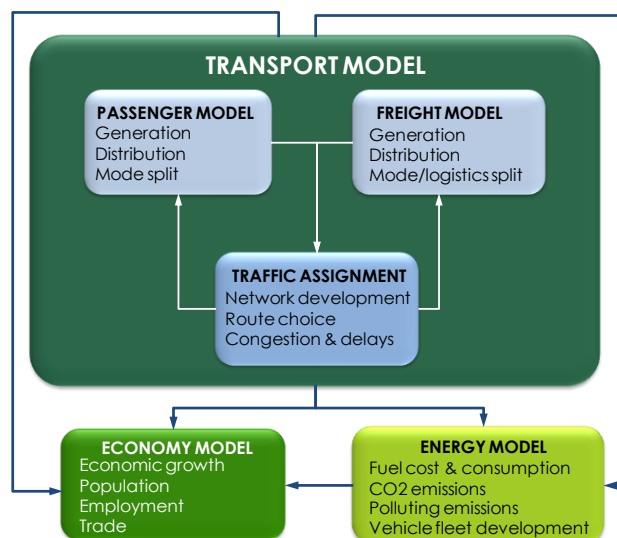 TRANSPORT MODEL
PASSENGER MODEL
Generation
Distribution
Mode split
FREIGHT MODEL
Generation
Distribution
Mode/logistics split
TRAFFIC ASSIGNMENT
Network development
Route choice
Congestion & delays
ECONOMY MODEL
Economic growth
Population
Employment
Trade
ENERGY MODEL
Fuel cost & consumption
CO2 emissions
Polluting emissions
Vehicle fleet development